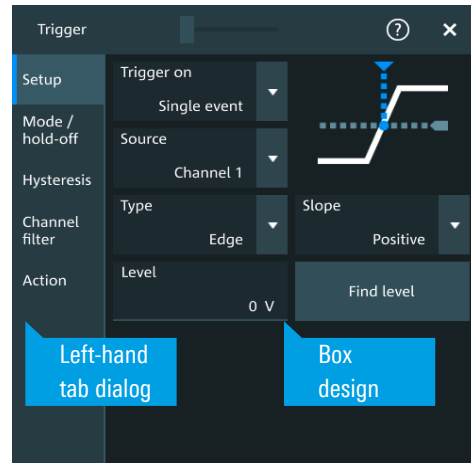 Trigger
?
×
Setup
Mode /
hold-off
Hysteresis
Channel
filter
Action
Trigger on
Single event
Source
Channel 1
Type
Edge
Slope
Positive
Level
0 V
Find level
Left-hand
tab dialog
Box
design